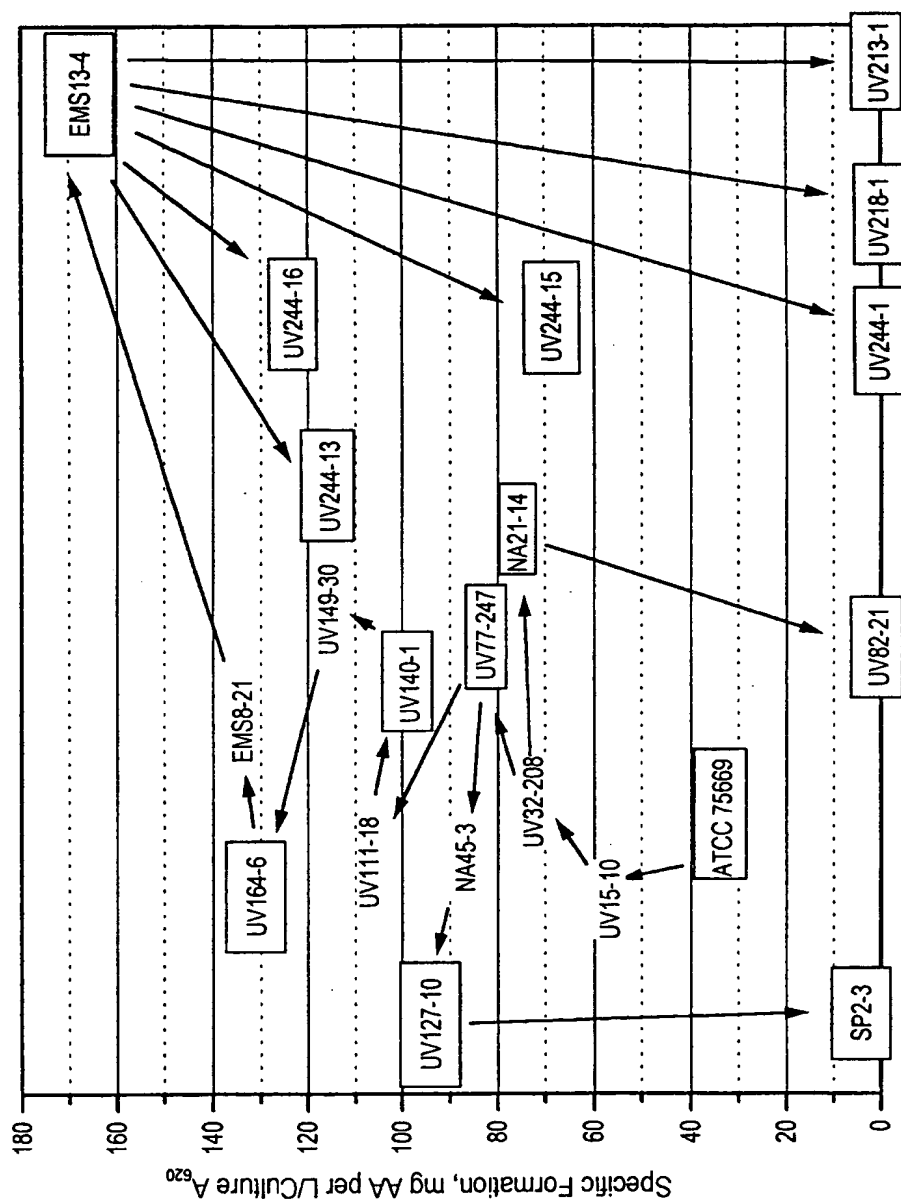 Specific Formation, mg AA per L/Culture A₆₂₀
180
160
140
120
100
80
60
40
20
0
EMS13-4
UV244-16
UV244-13
UV149-30
EMS8-21
UV164-6
UV140-1
UV111-18
UV127-10
NA45-3
UV77-247
NA21-14
UV244-15
UV32-208
UV15-10
ATCC 75669
SP2-3
UV82-21
UV244-1
UV218-1
UV213-1